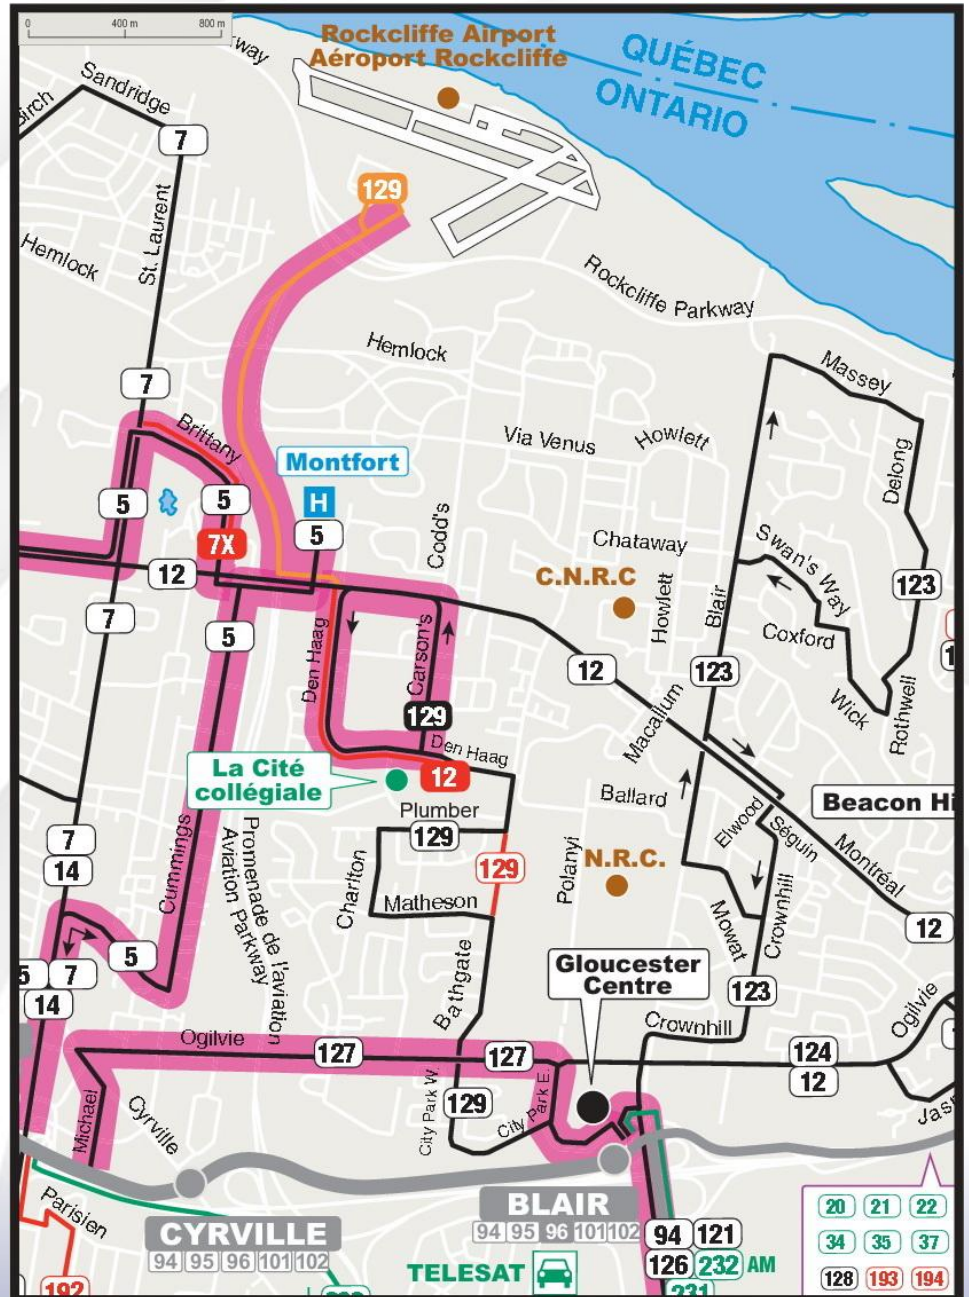 0 400 m 800 m
Rockcliffe Airport
Aéroport Rockcliffe
QUÉBEC
ONTARIO
Sandridge
Birch
7
129
St. Laurent
Hemlock
Rockcliffe Parkway
Hemlock
Massey
7
Brittany
Via Venus
Howlett
Delong
Montfort
H
5
5
5
Codd's
7X
Chataway
Swan's Way
12
C.N.R.C
Howlett
Blair
123
7
Coxford
5
Den Haag
Carson's
12
123
Wick
Rothwell
Macallum
129
Den Haag
La Cité
collégiale
12
Ballard
Beacon Hi
Plumber
129
Elwood
Séguin
7
14
Cummings
Promenade de l'aviation
Aviation Parkway
129
Polanyi
N.R.C.
Montréal
Charlton
Matheson
Mowat
Crownhill
12
5
5
7
14
Bathgate
Gloucester
Centre
123
Ogilvie
Crownhill
Ogilvie
127
127
124
12
Michael
Cyrville
City Park W.
129
City Park E.
Parisien
CYRVILLE
94 95 96 101 102
BLAIR
94 95 96 101 102
94 121
126 232 AM
231
TELESAT
192
20 21 22
34 35 37
128 193 194